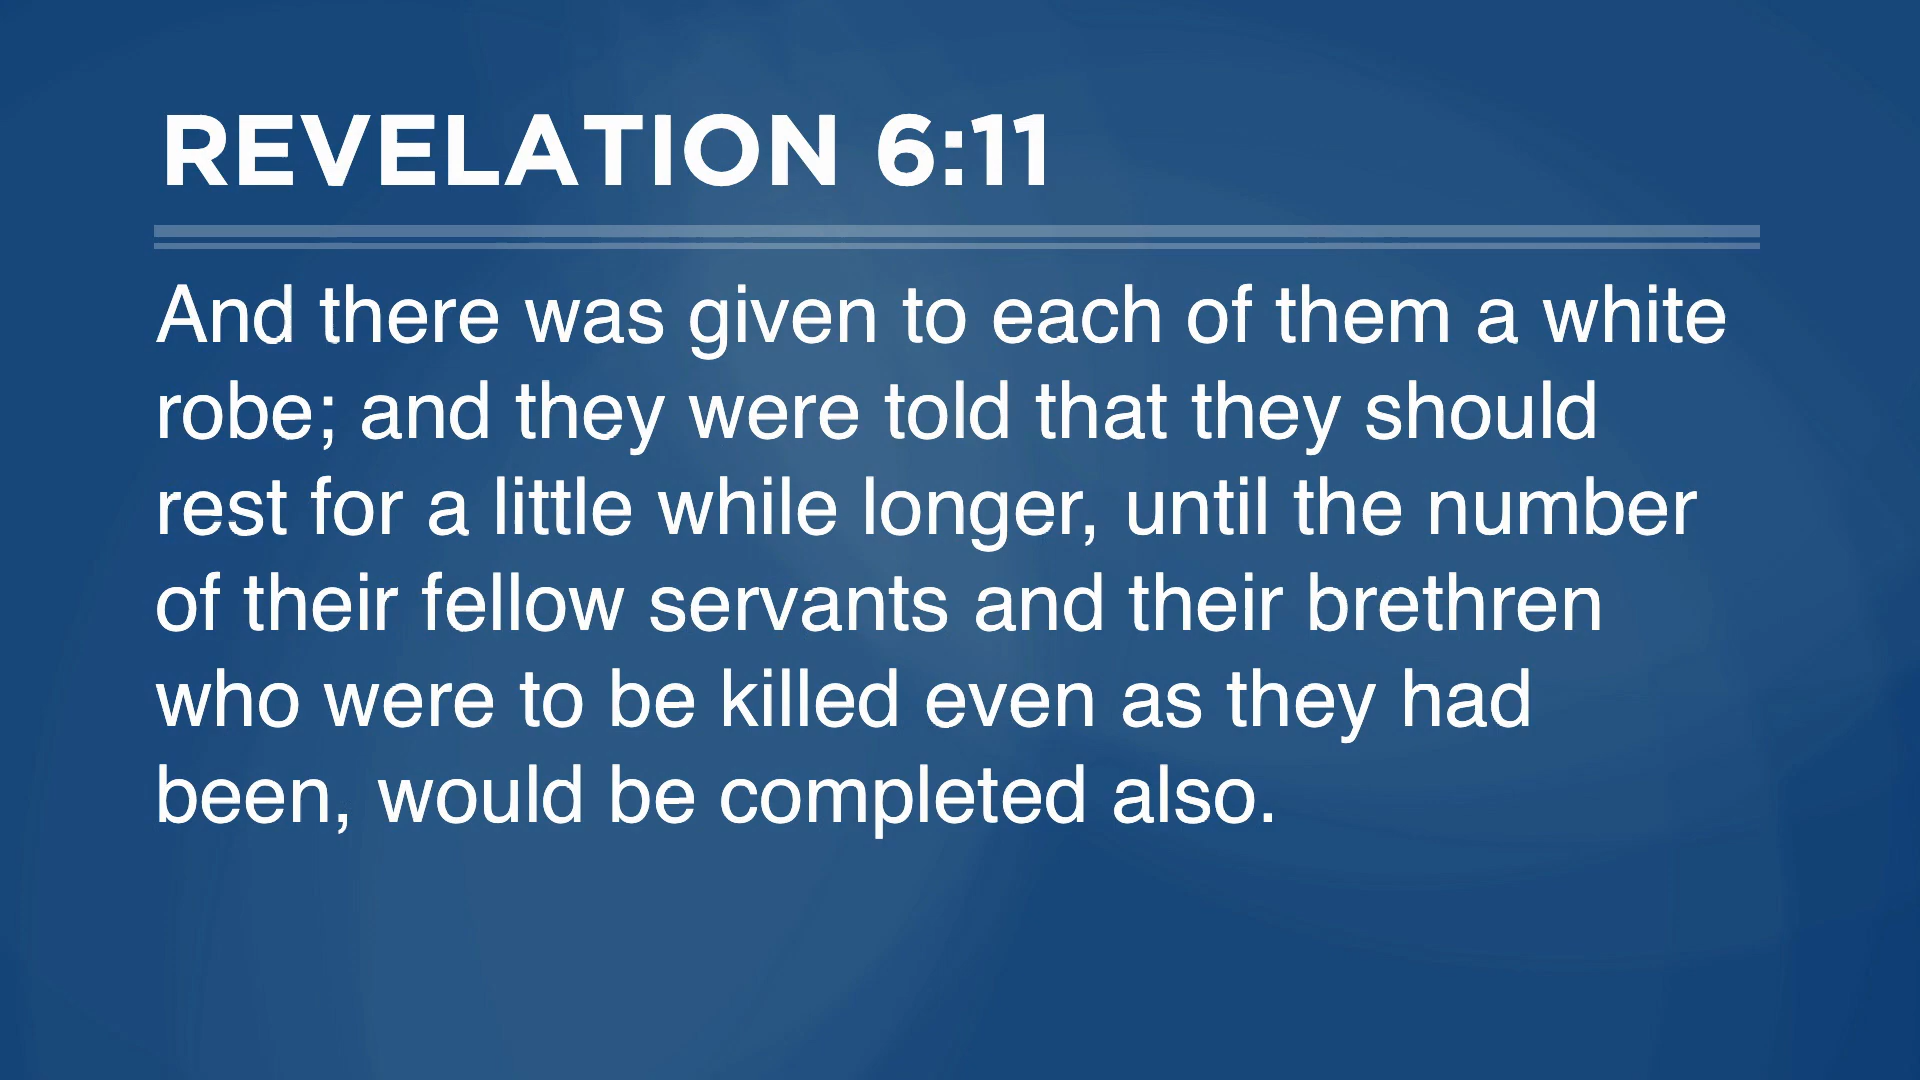 REVELATION 6:11
And there was given to each of them a white
robe; and they were told that they should
rest for a little while longer, until the number
of their fellow servants and their brethren
who were to be killed even as they had
been, would be completed also.